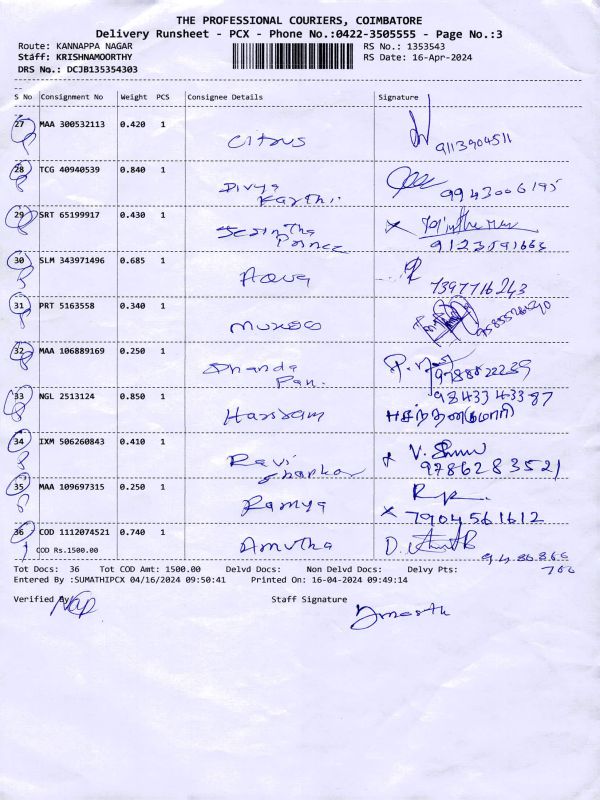 THE PROFESSIONAL COURIERS, COIMBATORE
Delivery Runsheet - PCX - Phone No.:0422-3505555 - Page No.:3
Route: KANNAPPA NAGAR
RS No.: 1353543
Staff: KRISHNAMOORTHY
RS Date: 16-Apr-2024
DRS No.: DCJB135354303
S No Consignment No Weight PCS Consignee Details Signature
27 MAA 300532113 0.420 1
Citrus
9113904511
28 TCG 40940539 0.840 1
Divya
Karthi
9943006195
29 SRT 65199917 0.430 1
Jesintha
Prince
9123591666
30 SLM 343971496 0.685 1
7397716243
31 PRT 5163558 0.340 1
32 MAA 106889169 0.250 1
Dhanda
Pan.
33 NGL 2513124 0.850 1
9843343387
34 IXM 506260843 0.410 1
Ravi
Shankar
9786283521
35 MAA 109697315 0.250 1
Ramya
7904561612
36 COD 1112074521 0.740 1
Amutha
COD Rs.1500.00
Tot Docs: 36 Tot COD Amt: 1500.00 Delvd Docs: Non Delvd Docs: Delvy Pts:
Entered By :SUMATHIPCX 04/16/2024 09:50:41 Printed On: 16-04-2024 09:49:14
Verified By
Staff Signature